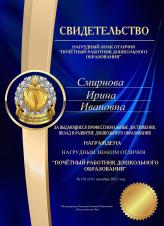 СВИДЕТЕЛЬСТВО
НАГРУДНЫЙ ЗНАК ОТЛИЧИЯ
"ПОЧЁТНЫЙ РАБОТНИК ДОШКОЛЬНОГО
ОБРАЗОВАНИЯ"
Смирнова
Ирина
Ивановна
ЗА ВЫДАЮЩИЕСЯ ПРОФЕССИОНАЛЬНЫЕ ДОСТИЖЕНИЯ,
ВКЛАД В РАЗВИТИЕ ДОШКОЛЬНОГО ОБРАЗОВАНИЯ
НАГРАЖДЕНА
НАГРУДНЫМ ЗНАКОМ ОТЛИЧИЯ
"ПОЧЁТНЫЙ РАБОТНИК ДОШКОЛЬНОГО
ОБРАЗОВАНИЯ"